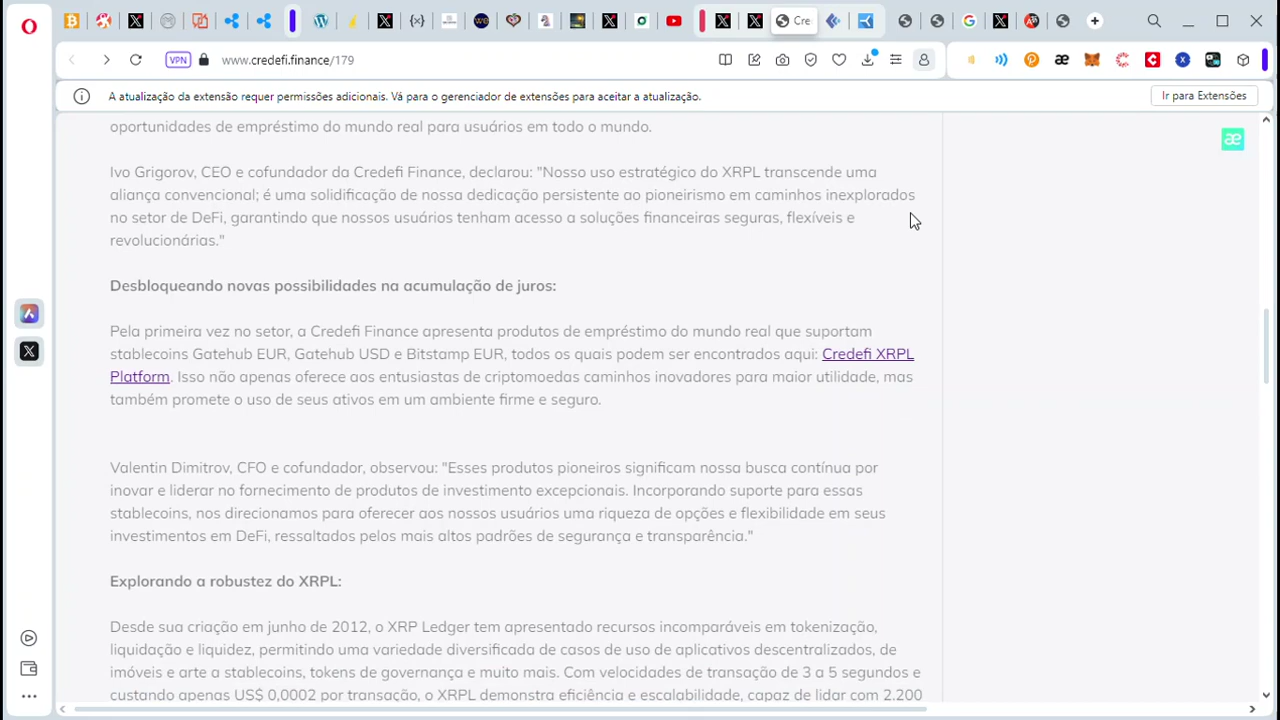 Cre
VPN
www.credefi.finance/179
A atualização da extensão requer permissões adicionais. Vá para o gerenciador de extensões para aceitar a atualização.
Ir para Extensões
oportunidades de empréstimo do mundo real para usuários em todo o mundo.
Ivo Grigorov, CEO e cofundador da Credefi Finance, declarou: "Nosso uso estratégico do XRPL transcende uma
aliança convencional; é uma solidificação de nossa dedicação persistente ao pioneirismo em caminhos inexplorados
no setor de DeFi, garantindo que nossos usuários tenham acesso a soluções financeiras seguras, flexíveis e
revolucionárias."
Desbloqueando novas possibilidades na acumulação de juros:
Pela primeira vez no setor, a Credefi Finance apresenta produtos de empréstimo do mundo real que suportam
stablecoins Gatehub EUR, Gatehub USD e Bitstamp EUR, todos os quais podem ser encontrados aqui: Credefi XRPL
Platform. Isso não apenas oferece aos entusiastas de criptomoedas caminhos inovadores para maior utilidade, mas
também promete o uso de seus ativos em um ambiente firme e seguro.
Valentin Dimitrov, CFO e cofundador, observou: "Esses produtos pioneiros significam nossa busca contínua por
inovar e liderar no fornecimento de produtos de investimento excepcionais. Incorporando suporte para essas
stablecoins, nos direcionamos para oferecer aos nossos usuários uma riqueza de opções e flexibilidade em seus
investimentos em DeFi, ressaltados pelos mais altos padrões de segurança e transparência."
Explorando a robustez do XRPL:
Desde sua criação em junho de 2012, o XRP Ledger tem apresentado recursos incomparáveis em tokenização,
liquidação e liquidez, permitindo uma variedade diversificada de casos de uso de aplicativos descentralizados, de
imóveis e arte a stablecoins, tokens de governança e muito mais. Com velocidades de transação de 3 a 5 segundos e
custando apenas US$ 0,0002 por transação, o XRPL demonstra eficiência e escalabilidade, capaz de lidar com 2.200